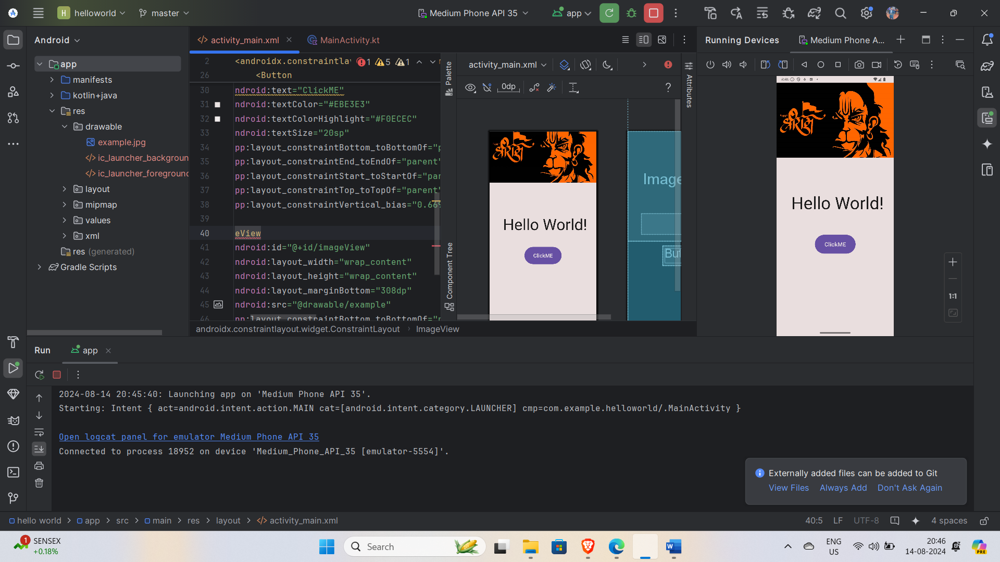 H helloworld
master
Medium Phone API 35
app
Android
activity_main.xml
MainActivity.kt
Running Devices
Medium Phone A...
app
manifests
kotlin+java
res
drawable
example.jpg
ic_launcher_backgroun
ic_launcher_foreground
layout
mipmap
values
xml
res (generated)
Gradle Scripts
2 <androidx.constraintla
1 5 1
26 <Button
30 ndroid:text="ClickME"
31 ndroid:textColor="#EBE3E3"
32 ndroid:textColorHighlight="#F0ECEC"
33 ndroid:textSize="20sp"
34 pp:layout_constraintBottom_toBottomOf="p
35 pp:layout_constraintEnd_toEndOf="parent"
36 pp:layout_constraintStart_toStartOf="par
37 pp:layout_constraintTop_toTopOf="parent"
38 pp:layout_constraintVertical_bias="0.669
39
40 eView
41 ndroid:id="@+id/imageView"
42 ndroid:layout_width="wrap_content"
43 ndroid:layout_height="wrap_content"
44 ndroid:layout_marginBottom="308dp"
45 ndroid:src="@drawable/example"
46 pp:layout_constraintBottom_toBottomOf="p
androidx.constraintlayout.widget.ConstraintLayout
ImageView
Palette
Component Tree
activity_main.xml
0dp
?
Attributes
Hello World!
ClickME
Image
But
8:46
Hello World!
ClickME
1:1
Run
app
2024-08-14 20:45:40: Launching app on 'Medium Phone API 35'.
Starting: Intent { act=android.intent.action.MAIN cat=[android.intent.category.LAUNCHER] cmp=com.example.helloworld/.MainActivity }
Open logcat panel for emulator Medium Phone API 35
Connected to process 18952 on device 'Medium_Phone_API_35 [emulator-5554]'.
Externally added files can be added to Git
View Files Always Add Don't Ask Again
hello world > app > src > main > res > layout > activity_main.xml
40:5 LF UTF-8 4 spaces
1
SENSEX
+0.18%
Search
W
ENG
US
20:46
14-08-2024
PRE